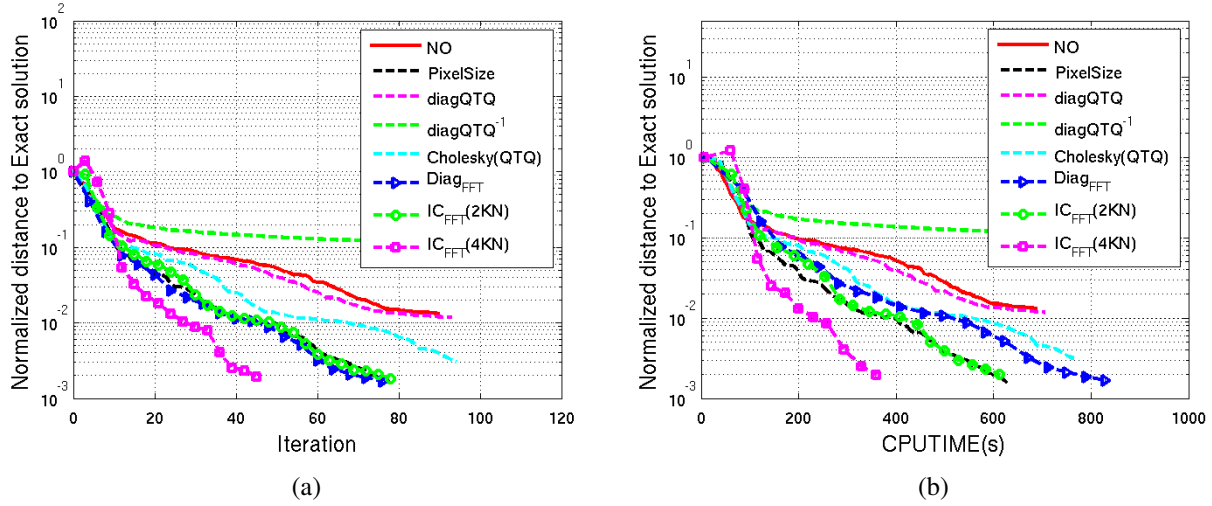 Normalized distance to Exact solution
10^2
10^1
10^0
10^-1
10^-2
10^-3
NO
PixelSize
diagQTQ
diagQTQ^-1
Cholesky(QTQ)
Diag_FFT
IC_FFT(2KN)
IC_FFT(4KN)
0 20 40 60 80 100 120
Iteration
(a)
Normalized distance to Exact solution
10^1
10^0
10^-1
10^-2
10^-3
NO
PixelSize
diagQTQ
diagQTQ^-1
Cholesky(QTQ)
Diag_FFT
IC_FFT(2KN)
IC_FFT(4KN)
0 200 400 600 800 1000
CPUTIME(s)
(b)